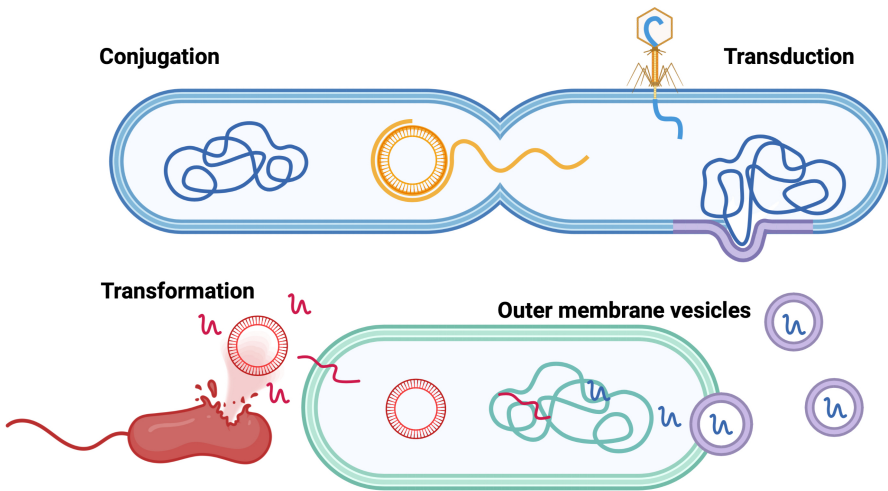 Conjugation
Transduction
Transformation
Outer membrane vesicles